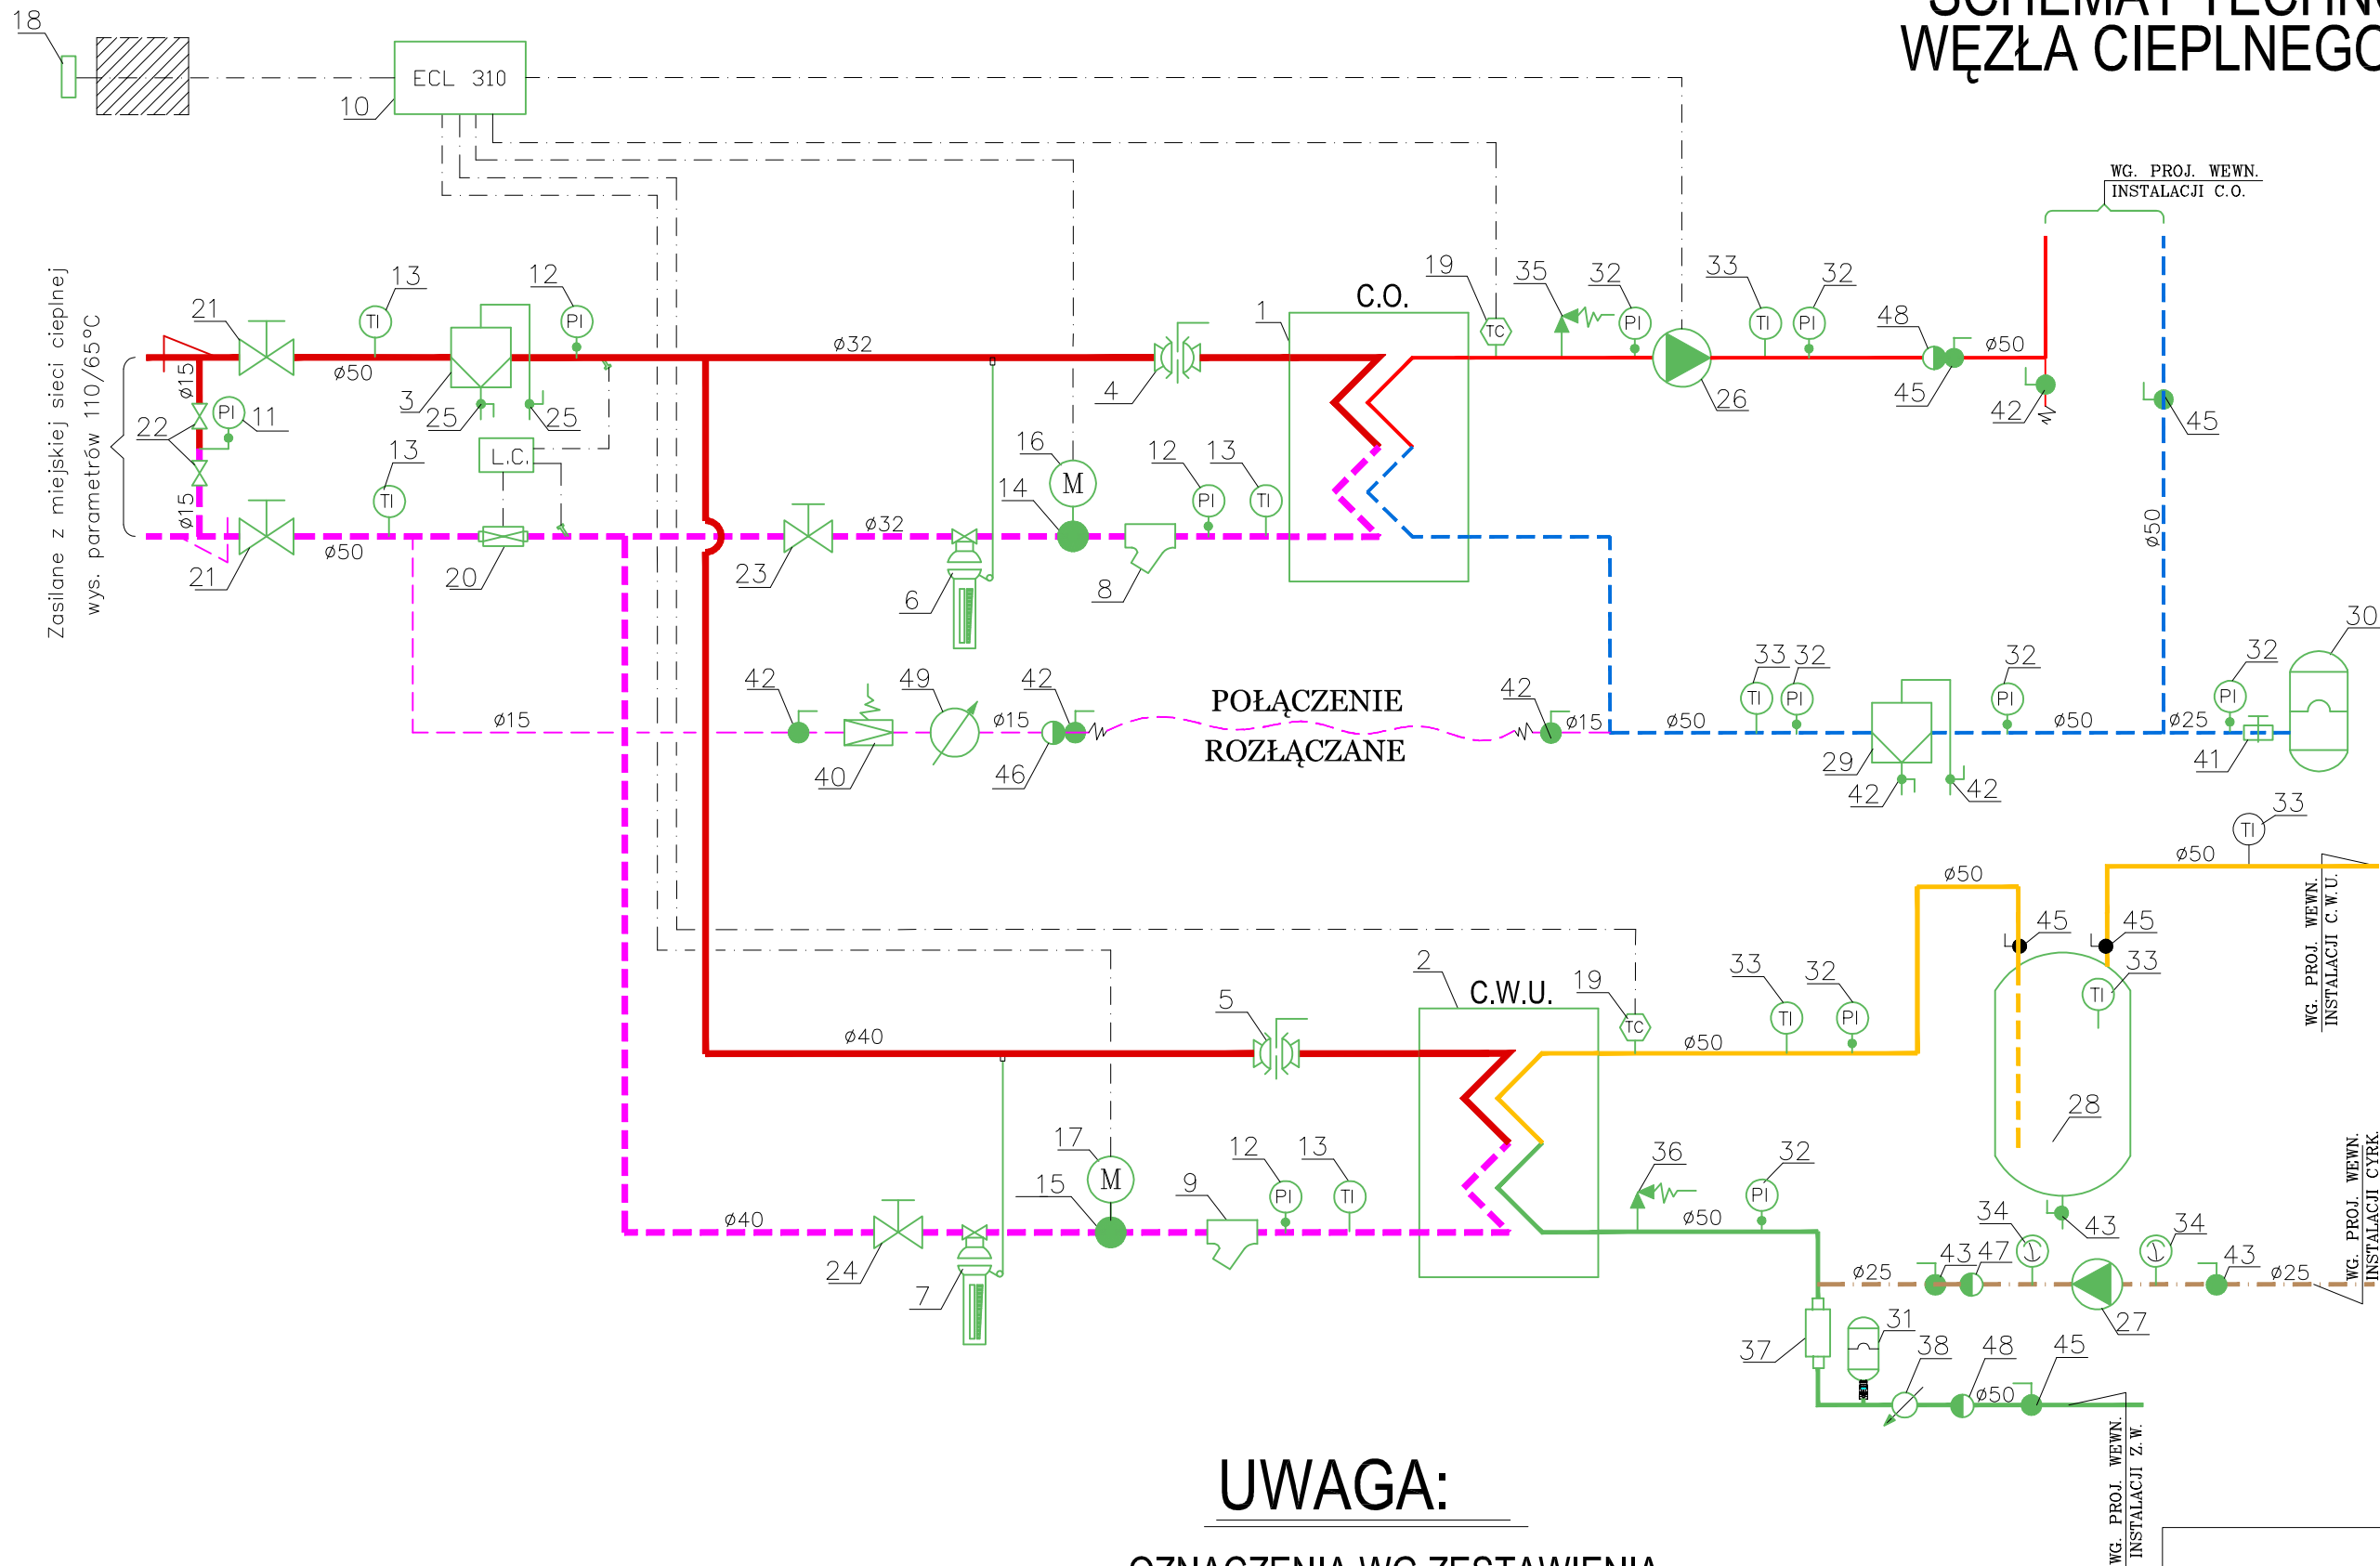 WĘZŁA CIEPLNEGO
18
ECL 310
10
WG. PROJ. WEWN.
INSTALACJI C.O.
Zasilane z miejskiej sieci cieplnej
wys. parametrów 110/65°C
21
13
TI
12
PI
ø50
3
25
25
ø15
22
PI
11
ø15
13
TI
L.C.
21
ø50
20
ø32
4
1
C.O.
19
TC
35
32
PI
33
TI
32
PI
26
48
45
ø50
42
45
ø50
23
ø32
6
16
M
14
8
12
PI
13
TI
ø15
42
40
49
ø15
42
46
POŁĄCZENIE
ROZŁĄCZANE
42
ø15
ø50
33
TI
32
PI
29
42
42
32
PI
ø50
ø25
32
PI
41
30
33
TI
ø50
WG. PROJ. WEWN.
INSTALACJI C.W.U.
ø50
45
45
33
TI
28
43
ø40
5
2
C.W.U.
19
TC
ø50
33
TI
32
PI
ø40
24
7
17
M
15
9
12
PI
13
TI
36
ø50
32
PI
ø25
43
47
34
27
34
43
ø25
WG. PROJ. WEWN.
INSTALACJI CYRK.
37
31
38
48
ø50
45
WG. PROJ. WEWN.
INSTALACJI Z.W.
UWAGA:
OZNACZENIA WG ZESTAWIENIA